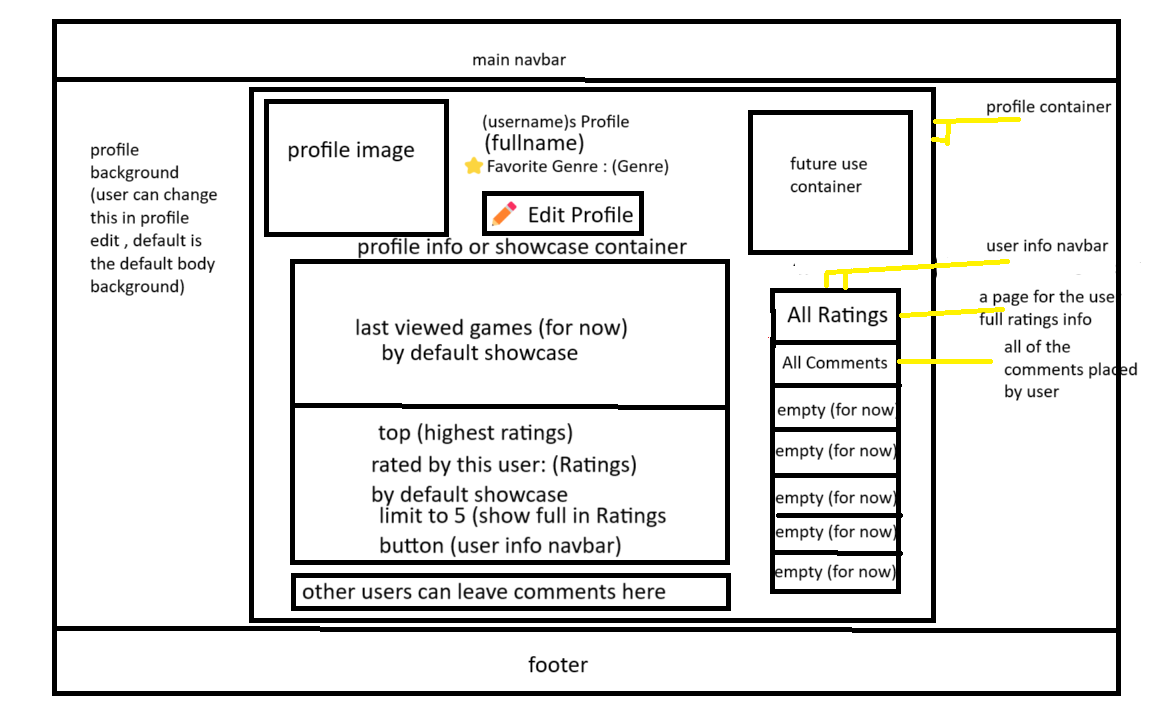 main navbar
profile container
profile
background
(user can change
this in profile
edit , default is
the default body
background)
profile image
(username)s Profile
(fullname)
Favorite Genre : (Genre)
Edit Profile
future use
container
profile info or showcase container
user info navbar
last viewed games (for now)
by default showcase
All Ratings
a page for the user
full ratings info
All Comments
all of the
comments placed
by user
empty (for now)
empty (for now)
empty (for now)
empty (for now)
empty (for now)
top (highest ratings)
rated by this user: (Ratings)
by default showcase
limit to 5 (show full in Ratings
button (user info navbar)
other users can leave comments here
footer